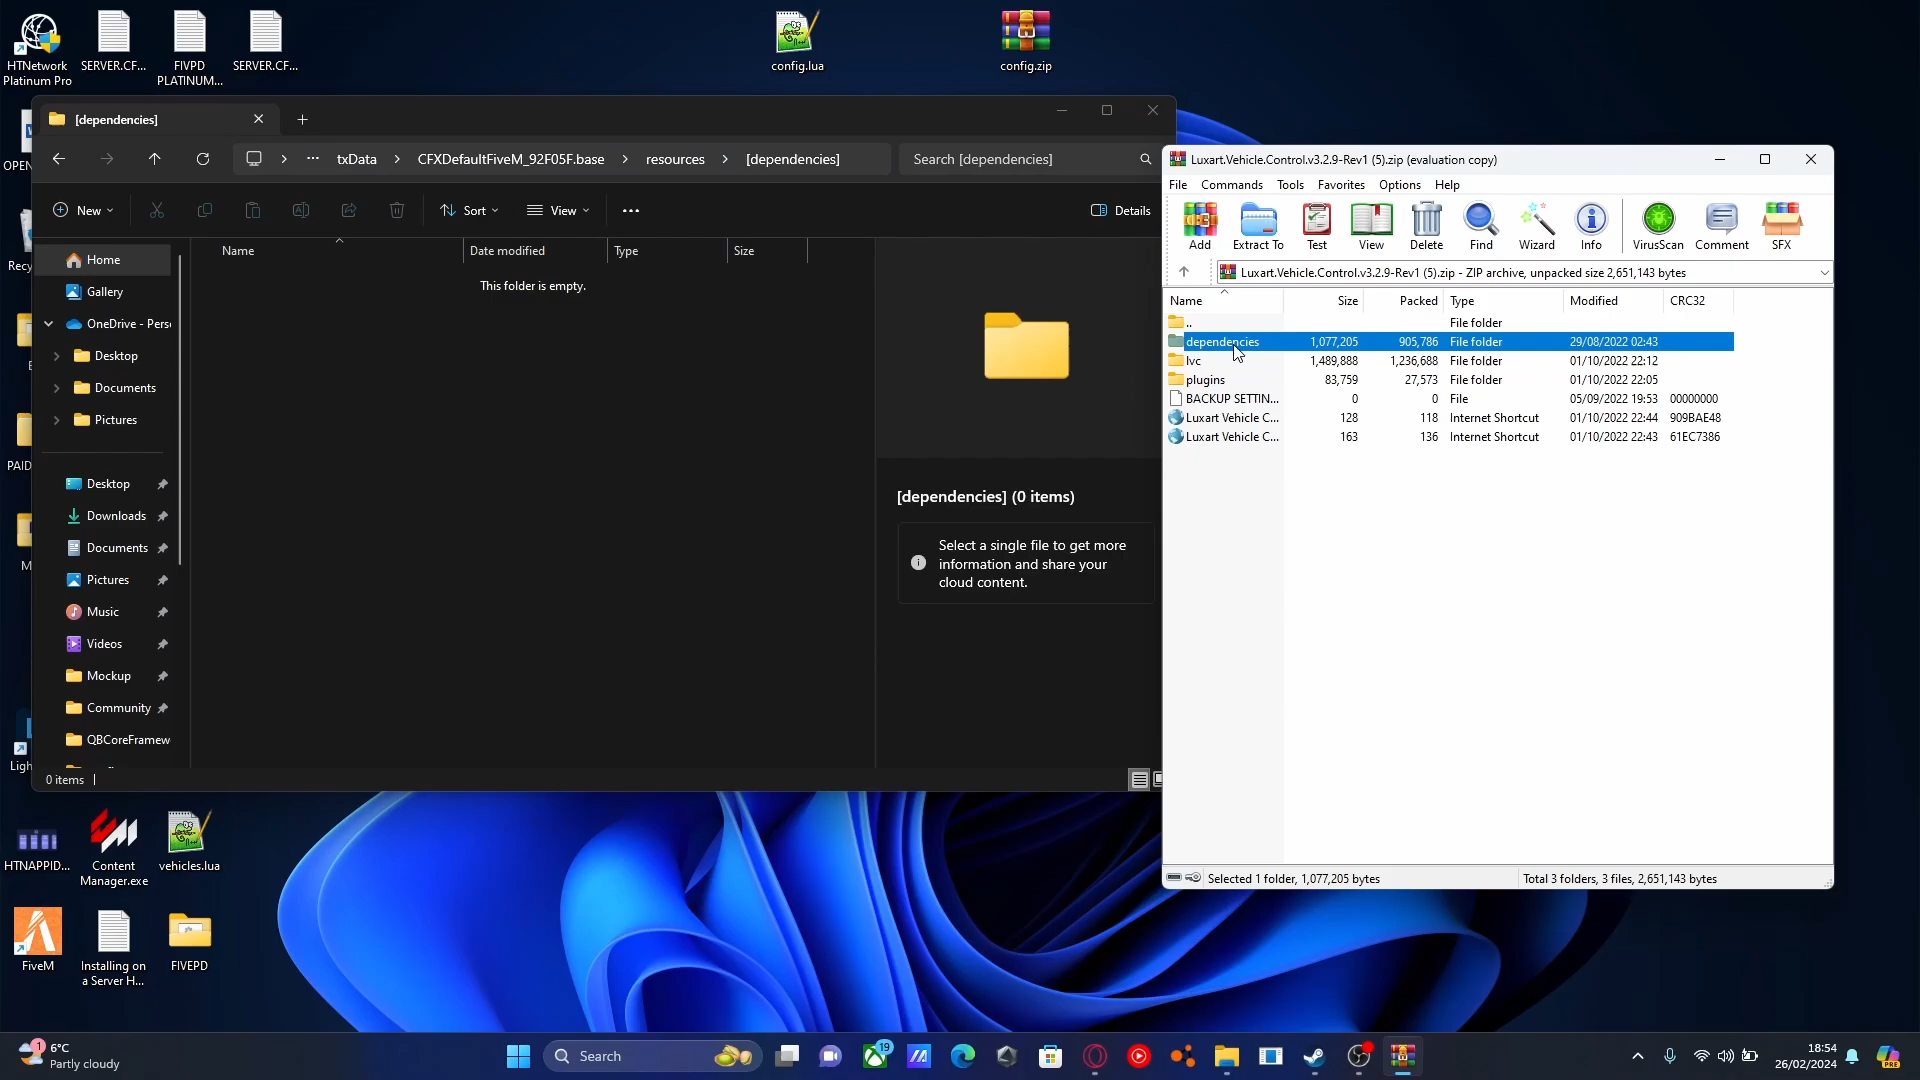 HTNetwork
Platinum Pro
SERVER.CF...
FIVPD
PLATINUM...
SERVER.CF...
config.lua
config.zip
[dependencies]
txData
CFXDefaultFiveM_92F05F.base
resources
[dependencies]
Search [dependencies]
New
Sort
View
Details
Home
Gallery
OneDrive - Pers
Desktop
Documents
Pictures
Desktop
Downloads
Documents
Pictures
Music
Videos
Mockup
Community
QBCoreFramew
Name
Date modified
Type
Size
This folder is empty.
[dependencies] (0 items)
Select a single file to get more
information and share your
cloud content.
0 items
Luxart.Vehicle.Control.v3.2.9-Rev1 (5).zip (evaluation copy)
File Commands Tools Favorites Options Help
Add Extract To Test View Delete Find Wizard Info VirusScan Comment SFX
Luxart.Vehicle.Control.v3.2.9-Rev1 (5).zip - ZIP archive, unpacked size 2,651,143 bytes
Name Size Packed Type Modified CRC32
.. File folder
dependencies 1,077,205 905,786 File folder 29/08/2022 02:43
lvc 1,489,888 1,236,688 File folder 01/10/2022 22:12
plugins 83,759 27,573 File folder 01/10/2022 22:05
BACKUP SETTIN... 0 0 File 05/09/2022 19:53 00000000
Luxart Vehicle C... 128 118 Internet Shortcut 01/10/2022 22:44 909BAE48
Luxart Vehicle C... 163 136 Internet Shortcut 01/10/2022 22:43 61EC7386
Selected 1 folder, 1,077,205 bytes
Total 3 folders, 3 files, 2,651,143 bytes
OPEN
Recy
PAID
Ligh
HTNAPPID...
Content
Manager.exe
vehicles.lua
FiveM
Installing on
a Server H...
FIVEPD
1
6°C
Partly cloudy
Search
19
18:54
26/02/2024
PRE